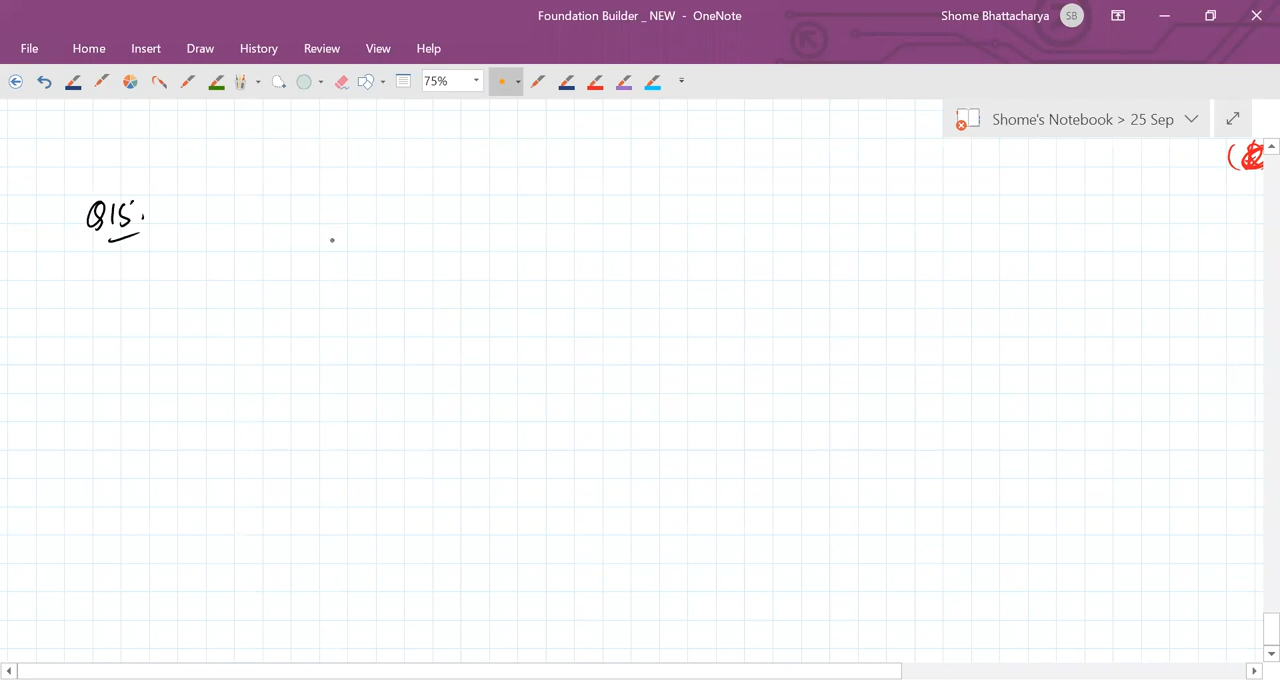 Foundation Builder _ NEW - OneNote
Shome Bhattacharya
SB
File Home Insert Draw History Review View Help
75%
Shome's Notebook > 25 Sep
Q15.